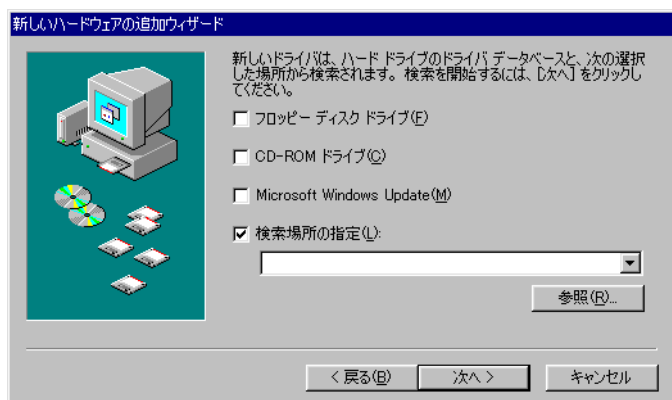 新しいハードウェアの追加ウィザード
新しいドライバは、ハード ドライブのドライバ データベースと、次の選択
した場所から検索されます。検索を開始するには、[次へ] をクリックし
てください。
フロッピー ディスク ドライブ(F)
CD-ROM ドライブ(C)
Microsoft Windows Update(M)
検索場所の指定(L):
参照(R)...
< 戻る(B)
次へ >
キャンセル